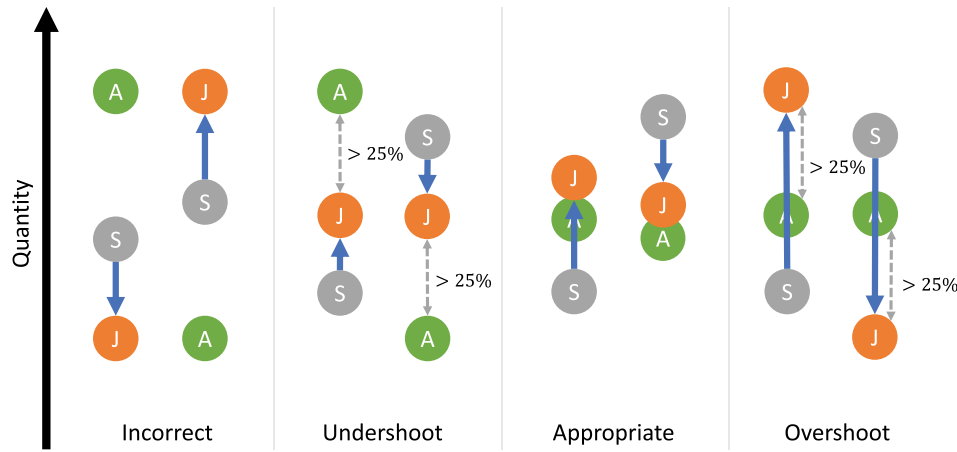 Quantity
A
J
S
S
J
A
Incorrect
A
S
> 25%
J
J
S
> 25%
A
Undershoot
S
J
J
A
A
S
Appropriate
J
S
> 25%
A
A
S
> 25%
J
Overshoot